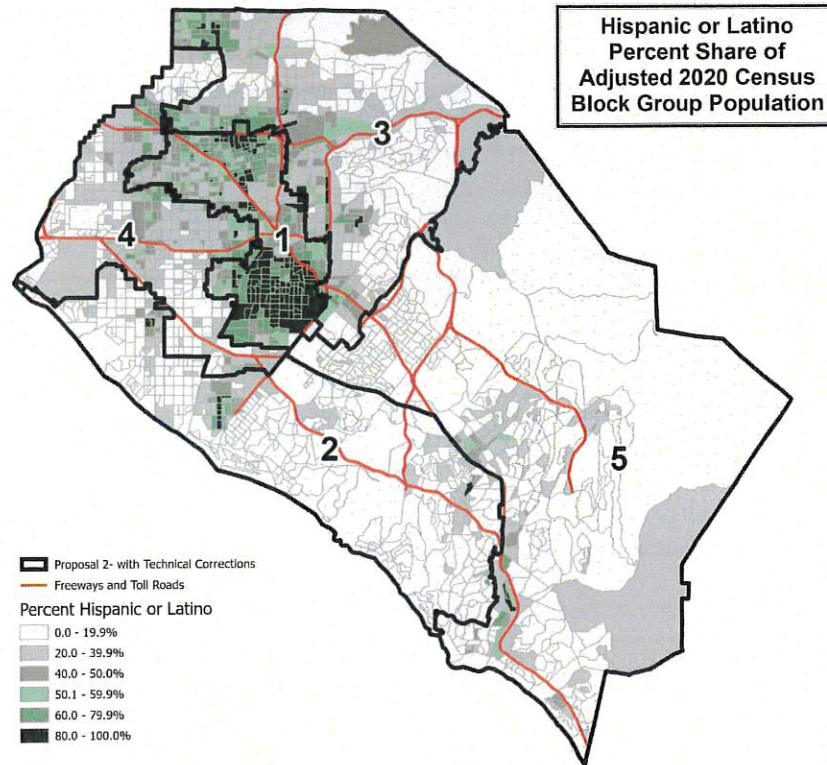 Hispanic or Latino
Percent Share of
Adjusted 2020 Census
Block Group Population
3
4
1
2
5
Proposal 2- with Technical Corrections
Freeways and Toll Roads
Percent Hispanic or Latino
0.0 - 19.9%
20.0 - 39.9%
40.0 - 50.0%
50.1 - 59.9%
60.0 - 79.9%
80.0 - 100.0%